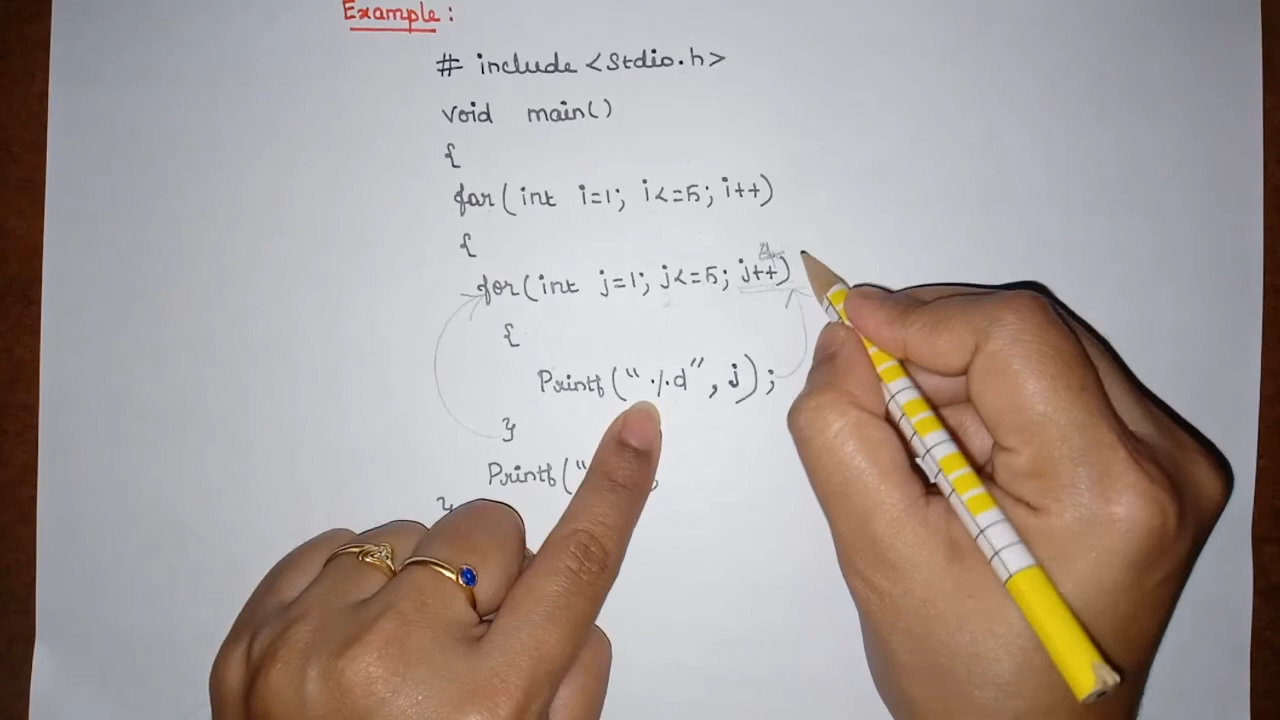 Example:
# include <stdio.h>
void main()
{
for(int i=1; i<=5; i++)
{
for(int j=1; j<=5; j++)
{
Printf("%d", j);
}
Printf("
}